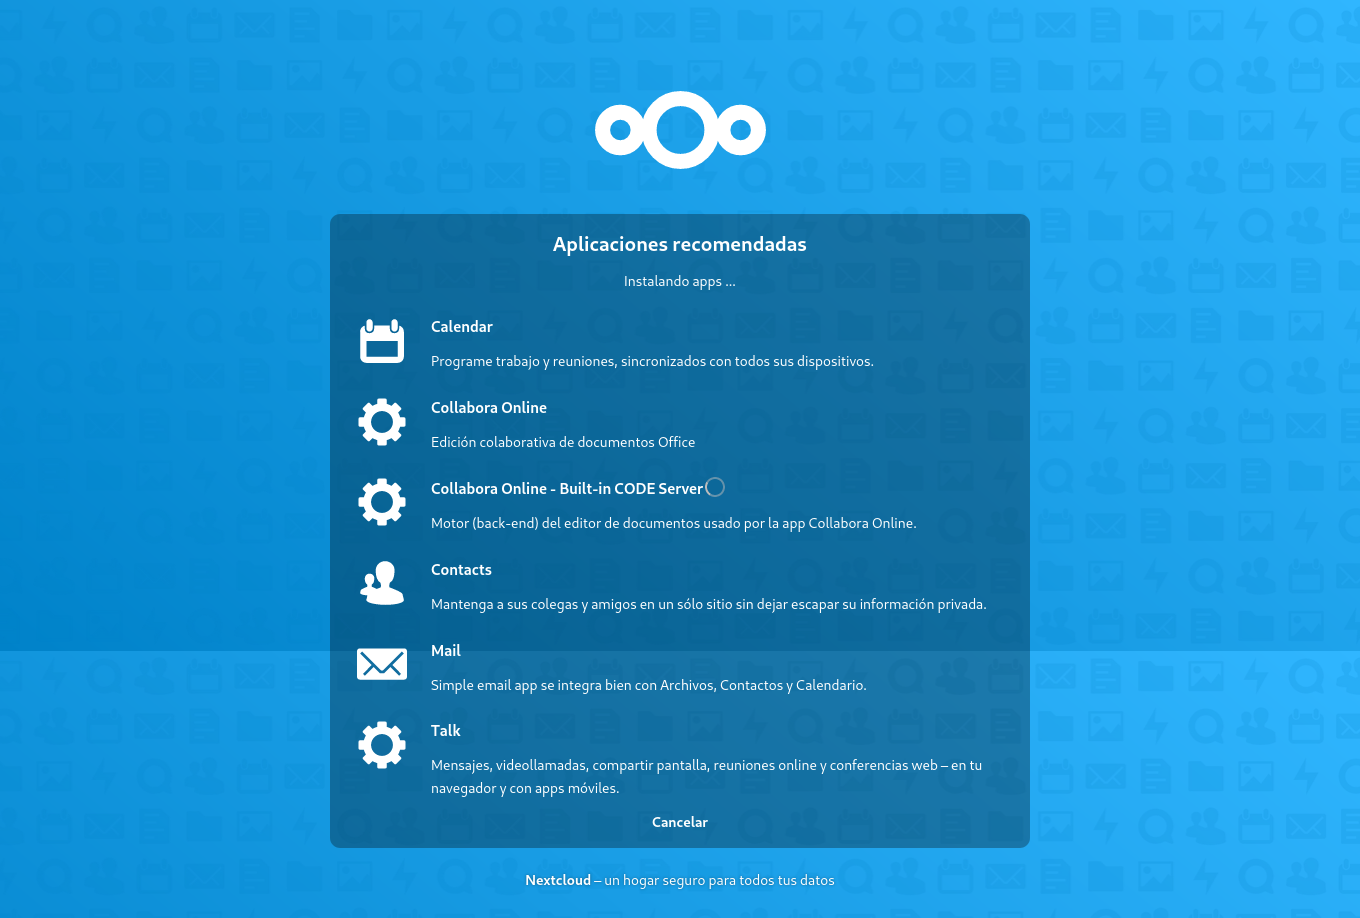 Aplicaciones recomendadas
Instalando apps ...
Calendar
Programe trabajo y reuniones, sincronizados con todos sus dispositivos.
Collabora Online
Edición colaborativa de documentos Office
Collabora Online - Built-in CODE Server
Motor (back-end) del editor de documentos usado por la app Collabora Online.
Contacts
Mantenga a sus colegas y amigos en un sólo sitio sin dejar escapar su información privada.
Mail
Simple email app se integra bien con Archivos, Contactos y Calendario.
Talk
Mensajes, videollamadas, compartir pantalla, reuniones online y conferencias web – en tu
navegador y con apps móviles.
Cancelar
Nextcloud – un hogar seguro para todos tus datos